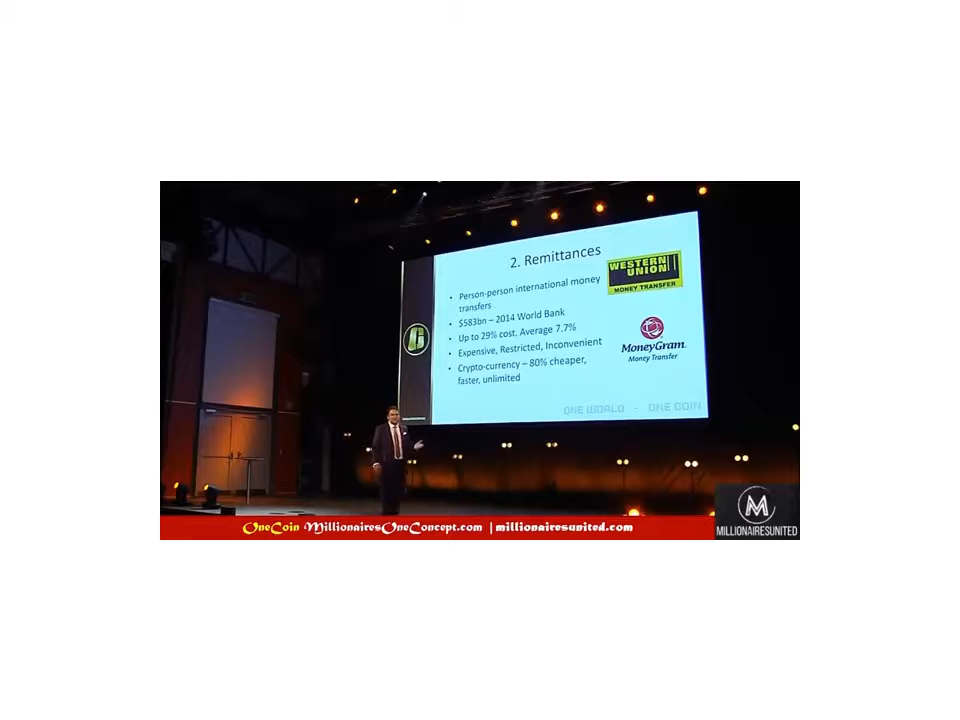 2. Remittances
WESTERN
UNION
MONEY TRANSFER
• Person-person international money
transfers
• $583bn – 2014 World Bank
• Up to 29% cost. Average 7.7%
• Expensive, Restricted, Inconvenient
• Crypto-currency – 80% cheaper,
faster, unlimited
MoneyGram.
Money Transfer
ONE WORLD - ONE COIN
OneCoin MillionairesOneConcept.com | millionairesunited.com
M
MILLIONAIRESUNITED